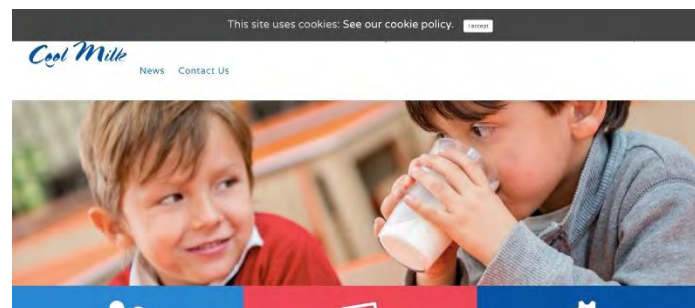 This site uses cookies: See our cookie policy. I accept
Cool Milk
News Contact Us